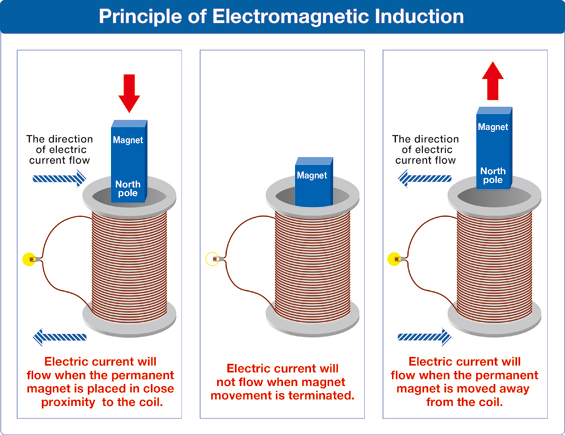 Principle of Electromagnetic Induction
The direction
of electric
current flow
Magnet
North
pole
Electric current will
flow when the permanent
magnet is placed in close
proximity to the coil.
Magnet
Electric current will
not flow when magnet
movement is terminated.
The direction
of electric
current flow
Magnet
North
pole
Electric current will
flow when the permanent
magnet is moved away
from the coil.